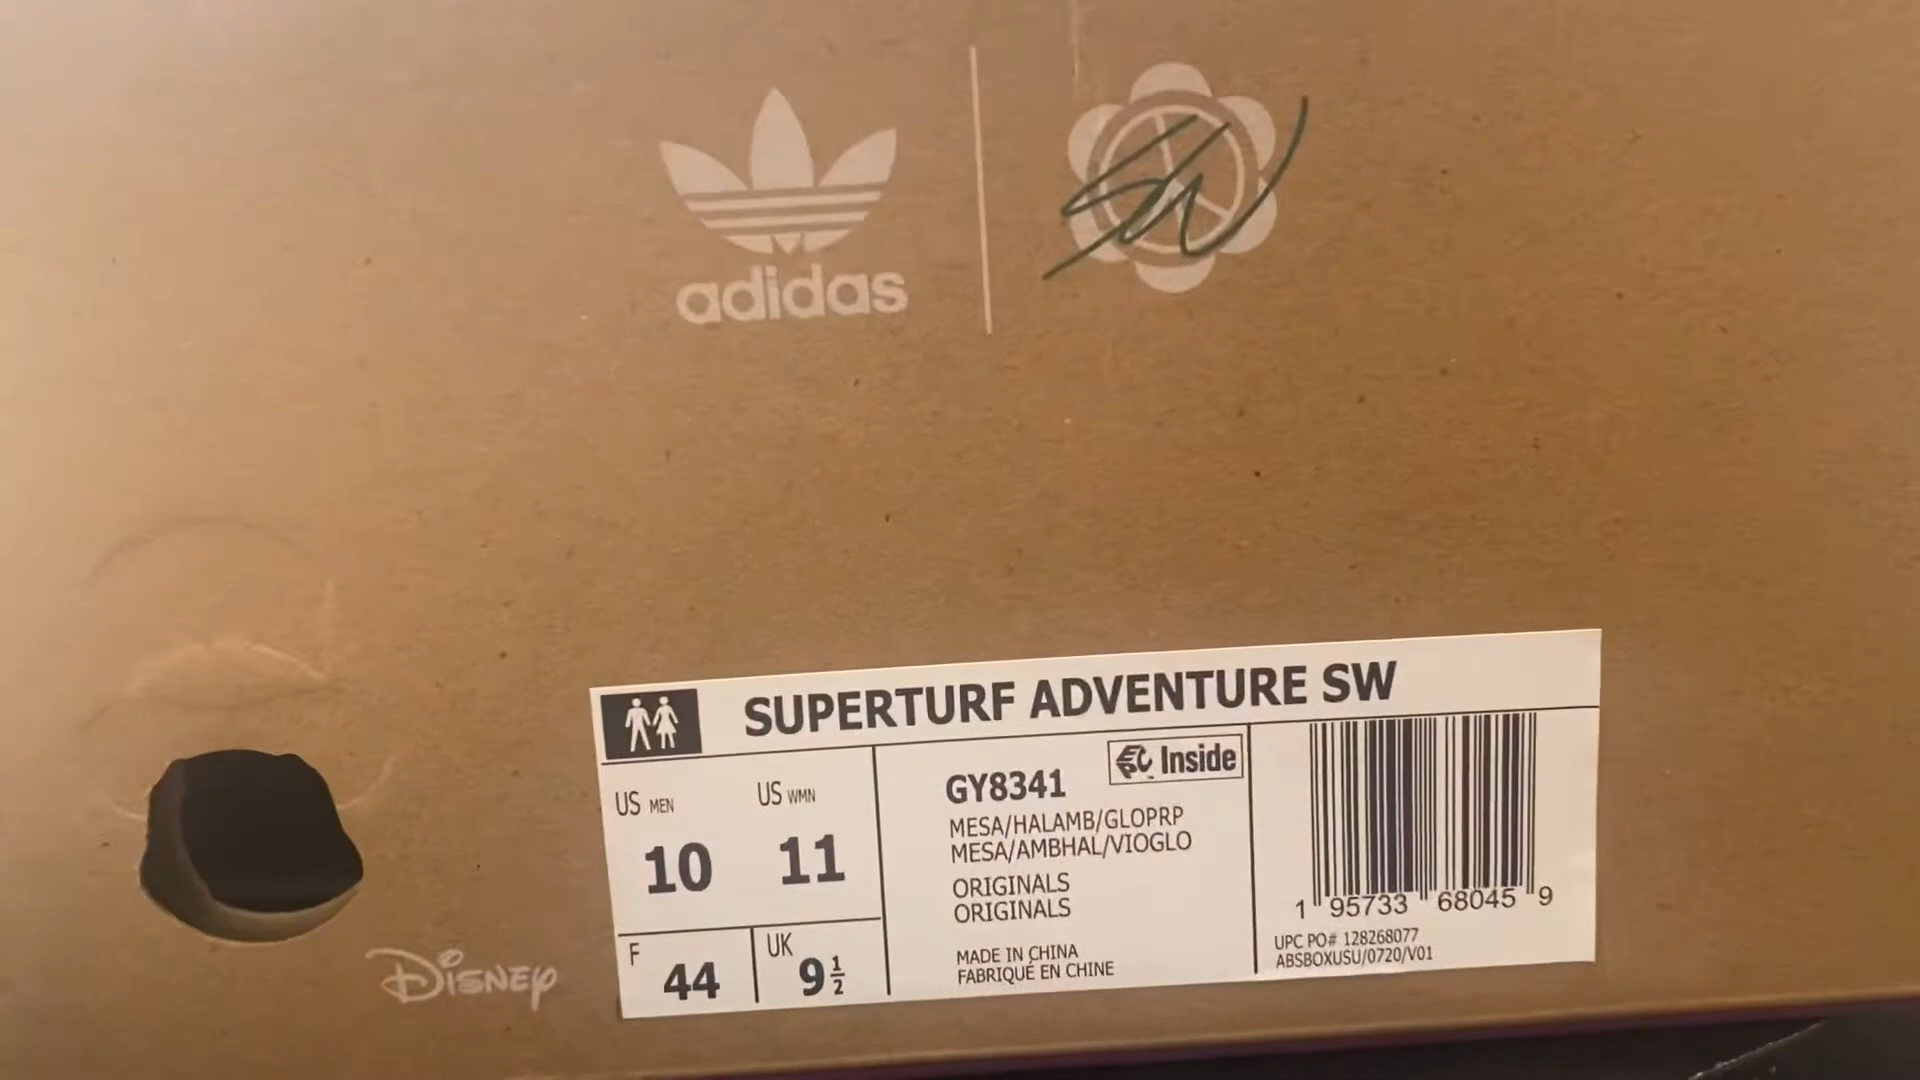 adidas
SW
SUPERTURF ADVENTURE SW
US MEN
10
US WMN
11
F
44
UK
9 1/2
GY8341
EPC Inside
MESA/HALAMB/GLOPRP
MESA/AMBHAL/VIOGLO
ORIGINALS
ORIGINALS
MADE IN CHINA
FABRIQUÉ EN CHINE
1 95733 68045 9
UPC PO# 128268077
ABSBOXUSU/0720/V01
Disney